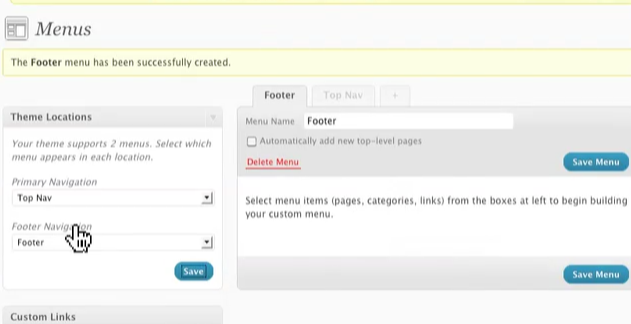 Menus
The Footer menu has been successfully created.
Footer
Top Nav
+
Theme Locations
Your theme supports 2 menus. Select which
menu appears in each location.
Primary Navigation
Top Nav
Footer Navigation
Footer
Save
Custom Links
Menu Name Footer
Automatically add new top-level pages
Delete Menu
Save Menu
Select menu items (pages, categories, links) from the boxes at left to begin building
your custom menu.
Save Menu